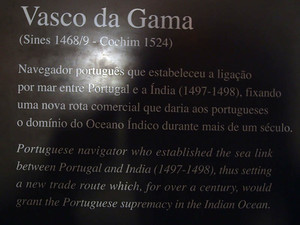 Vasco da Gama
(Sines 1468/9 - Cochim 1524)
Navegador português que estabeleceu a ligação
por mar entre Portugal e a Índia (1497-1498), fixando
uma nova rota comercial que daria aos portugueses
o domínio do Oceano Índico durante mais de um século.
Portuguese navigator who established the sea link
between Portugal and India (1497-1498), thus setting
a new trade route which, for over a century, would
grant the Portuguese supremacy in the Indian Ocean.